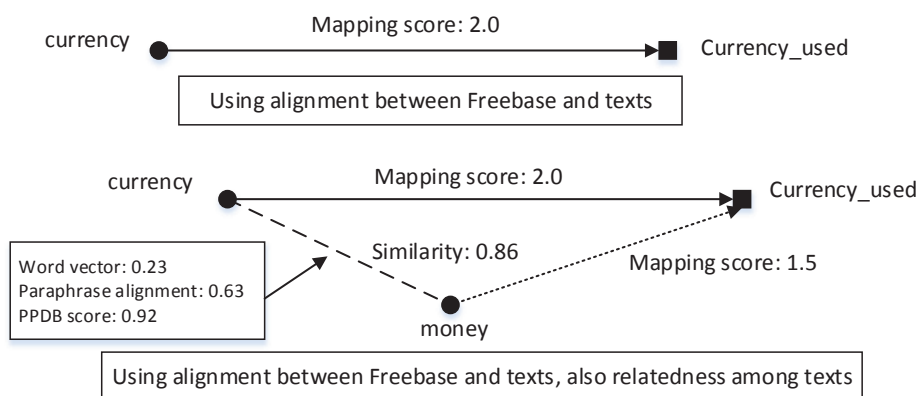 Mapping score: 2.0
currency
Currency_used
Using alignment between Freebase and texts
currency
Mapping score: 2.0
Currency_used
Word vector: 0.23
Paraphrase alignment: 0.63
PPDB score: 0.92
Similarity: 0.86
Mapping score: 1.5
money
Using alignment between Freebase and texts, also relatedness among texts